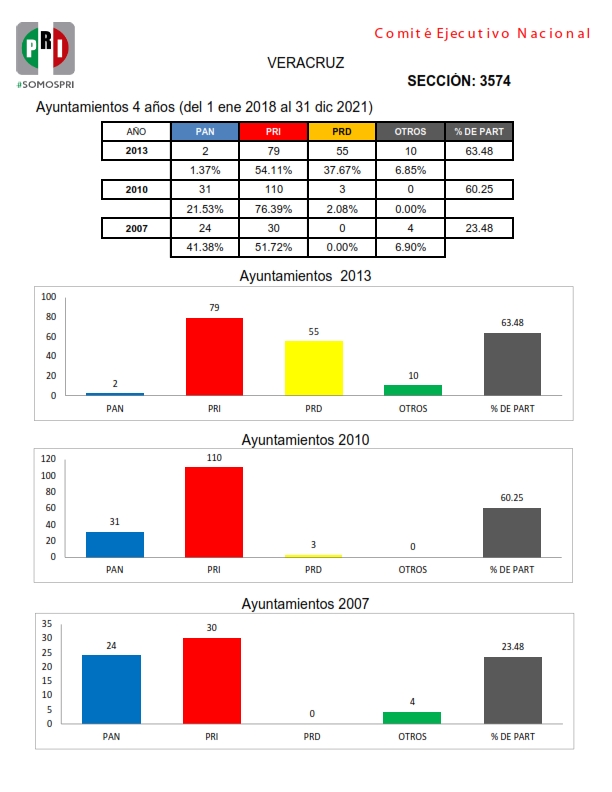 Comité Ejecutivo Nacional
PRI
#SOMOSPRI
VERACRUZ
SECCIÓN: 3574
Ayuntamientos 4 años (del 1 ene 2018 al 31 dic 2021)
AÑO PAN PRI PRD OTROS % DE PART
2013 2 79 55 10 63.48
1.37% 54.11% 37.67% 6.85%
2010 31 110 3 0 60.25
21.53% 76.39% 2.08% 0.00%
2007 24 30 0 4 23.48
41.38% 51.72% 0.00% 6.90%
Ayuntamientos 2013
100
80
60
40
20
0
2 79 55 10 63.48
PAN PRI PRD OTROS % DE PART
Ayuntamientos 2010
120
100
80
60
40
20
0
31 110 3 0 60.25
PAN PRI PRD OTROS % DE PART
Ayuntamientos 2007
35
30
25
20
15
10
5
0
24 30 0 4 23.48
PAN PRI PRD OTROS % DE PART